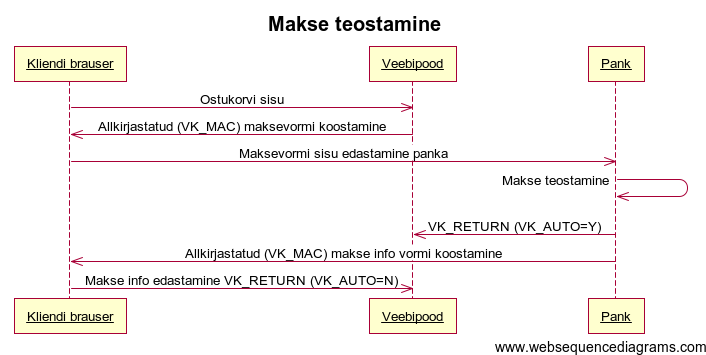 Makse teostamine
Kliendi brauser Veebipood Pank
Ostukorvi sisu
Allkirjastatud (VK_MAC) maksevormi koostamine
Maksevormi sisu edastamine panka
Makse teostamine
VK_RETURN (VK_AUTO=Y)
Allkirjastatud (VK_MAC) makse info vormi koostamine
Makse info edastamine VK_RETURN (VK_AUTO=N)
Kliendi brauser Veebipood Pank
www.websequencediagrams.com